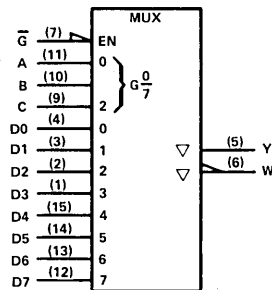 MUX
G̅ (7) EN
A (11) 0
B (10) G 0/7
C (9) 2
D0 (4) 0
D1 (3) 1 ▽ (5) Y
D2 (2) 2 ▽ (6) W
D3 (1) 3
D4 (15) 4
D5 (14) 5
D6 (13) 6
D7 (12) 7